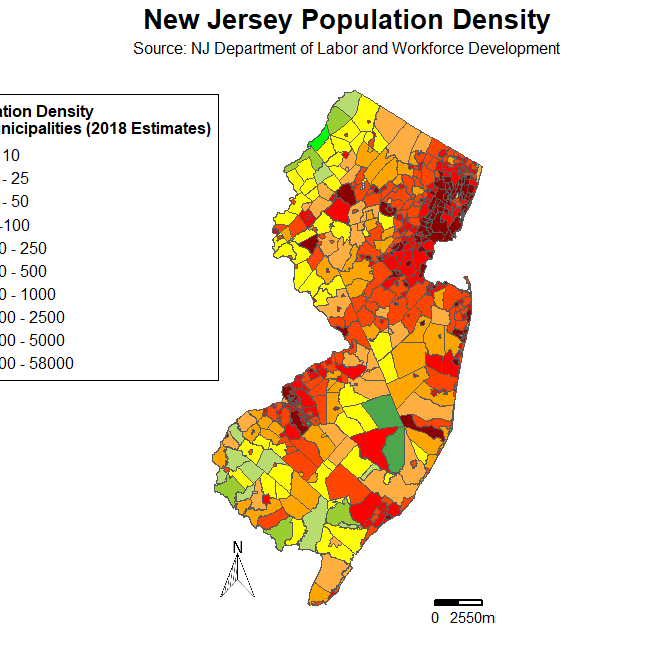 New Jersey Population Density
Source: NJ Department of Labor and Workforce Development
ation Density
nicipalities (2018 Estimates)
10
- 25
- 50
-100
0 - 250
0 - 500
0 - 1000
00 - 2500
00 - 5000
00 - 58000
N
0 2550m